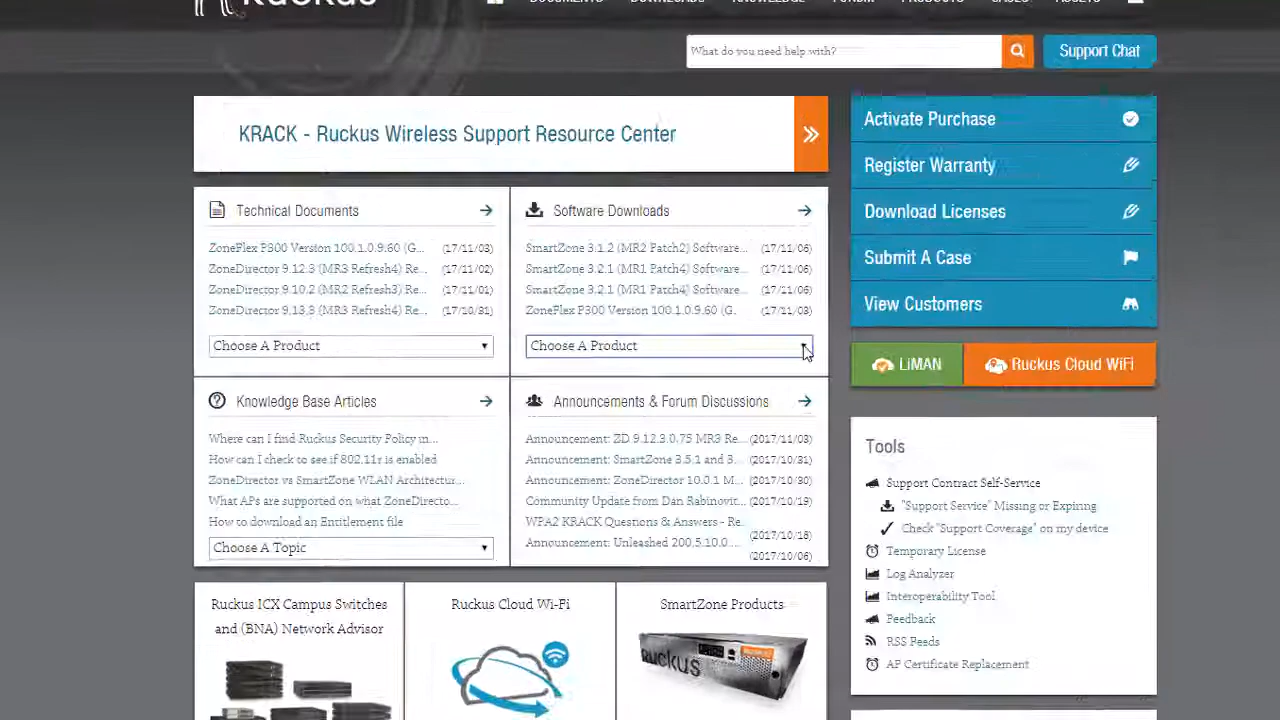 Ruckus
DOCUMENTS DOWNLOADS KNOWLEDGE FORUM PRODUCTS CASES ASSETS
What do you need help with?
Support Chat
KRACK - Ruckus Wireless Support Resource Center
Technical Documents
ZoneFlex P300 Version 100.1.0.9.60 (G... (17/11/03)
ZoneDirector 9.12.3 (MR3 Refresh4) Re... (17/11/02)
ZoneDirector 9.10.2 (MR2 Refresh3) Re... (17/11/01)
ZoneDirector 9.13.3 (MR3 Refresh4) Re... (17/10/31)
Choose A Product
Software Downloads
SmartZone 3.1.2 (MR2 Patch2) Software... (17/11/06)
SmartZone 3.2.1 (MR1 Patch4) Software... (17/11/06)
SmartZone 3.2.1 (MR1 Patch4) Software... (17/11/06)
ZoneFlex P300 Version 100.1.0.9.60 (G... (17/11/03)
Choose A Product
Knowledge Base Articles
Where can I find Ruckus Security Policy in...
How can I check to see if 802.11r is enabled
ZoneDirector vs SmartZone WLAN Architectur...
What APs are supported on what ZoneDirecto...
How to download an Entitlement file
Choose A Topic
Announcements & Forum Discussions
Announcement: ZD 9.12.3.0.75 MR3 Re... (2017/11/03)
Announcement: SmartZone 3.5.1 and 3... (2017/10/31)
Announcement: ZoneDirector 10.0.1 M... (2017/10/30)
Community Update from Dan Rabinovit... (2017/10/19)
WPA2 KRACK Questions & Answers - Re... (2017/10/18)
Announcement: Unleashed 200.5.10.0.... (2017/10/06)
Ruckus ICX Campus Switches
and (BNA) Network Advisor
Ruckus Cloud Wi-Fi
SmartZone Products
Ruckus
Activate Purchase
Register Warranty
Download Licenses
Submit A Case
View Customers
LiMAN
Ruckus Cloud WiFi
Tools
Support Contract Self-Service
"Support Service" Missing or Expiring
Check "Support Coverage" on my device
Temporary License
Log Analyzer
Interoperability Tool
Feedback
RSS Feeds
AP Certificate Replacement